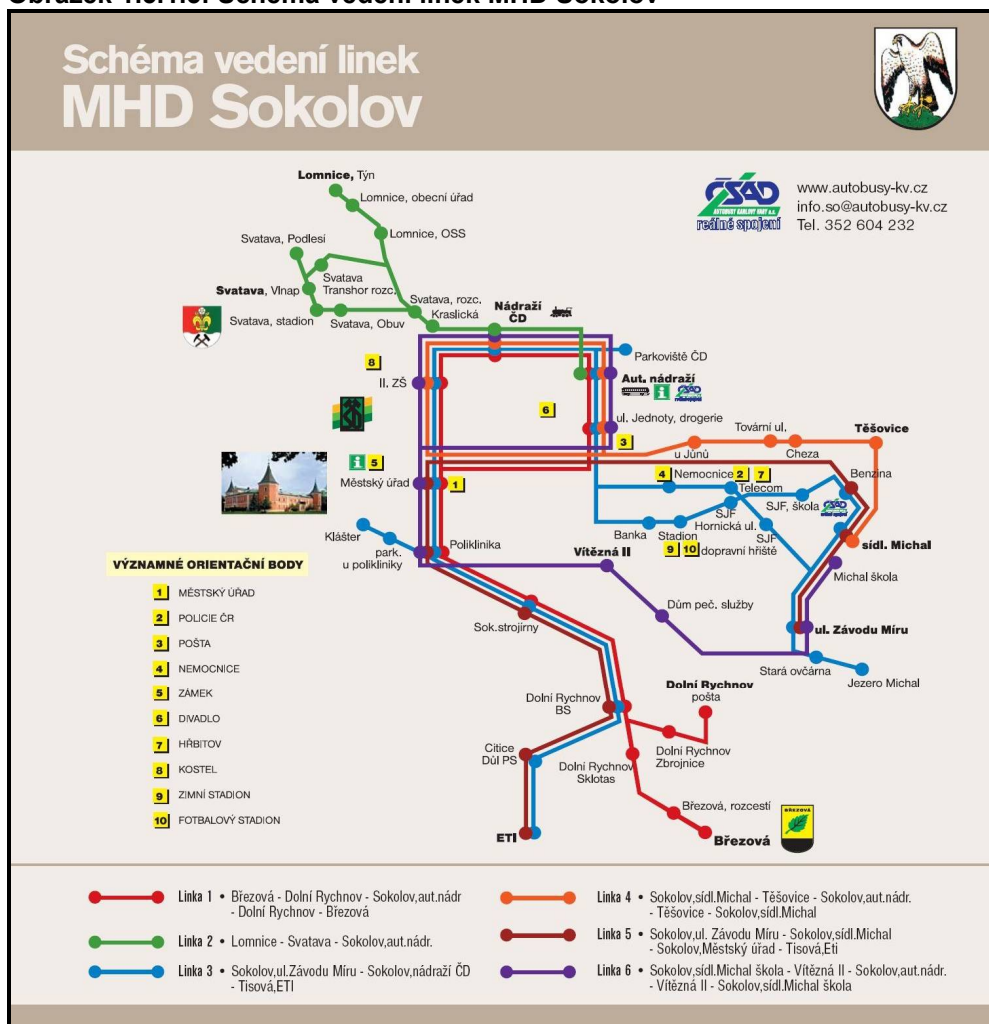 Schéma vedení linek
MHD Sokolov
www.autobusy-kv.cz
info.so@autobusy-kv.cz
Tel. 352 604 232
ČSAD
AUTOBUSY KARLOVY VARY a.s.
reálné spojení
Lomnice, Týn
Lomnice, obecní úřad
Lomnice, OSS
Svatava, Podlesí
Svatava
Transhor rozc.
Svatava, Vlnap
Svatava, stadion
Svatava, Obuv
Svatava, rozc.
Kraslická
Nádraží
ČD
Parkoviště ČD
8
II. ZŠ
Aut. nádraží
6
ul. Jednoty, drogerie
3
u Jünů
Tovární ul.
Cheza
Těšovice
5
Městský úřad
1
4 Nemocnice 2 7
Telecom
Benzina
SJF, škola
SJF
Hornická ul.
SJF
Banka
Stadion
9 10 dopravní hřiště
sídl. Michal
Klášter
park.
u polikliniky
Poliklinika
Vítězná II
Michal škola
Dům peč. služby
Sok.strojírny
ul. Závodu Míru
Stará ovčárna
Jezero Michal
Dolní Rychnov
BS
Dolní Rychnov
pošta
Dolní Rychnov
Zbrojnice
Citice
Důl PS
Dolní Rychnov
Sklotas
Březová, rozcestí
ETI
Březová
BŘEZOVÁ
VÝZNAMNÉ ORIENTAČNÍ BODY
1 MĚSTSKÝ ÚŘAD
2 POLICIE ČR
3 POŠTA
4 NEMOCNICE
5 ZÁMEK
6 DIVADLO
7 HŘBITOV
8 KOSTEL
9 ZIMNÍ STADION
10 FOTBALOVÝ STADION
Linka 1 • Březová - Dolní Rychnov - Sokolov,aut.nádr
- Dolní Rychnov - Březová
Linka 2 • Lomnice - Svatava - Sokolov,aut.nádr.
Linka 3 • Sokolov,ul.Závodu Míru - Sokolov,nádraží ČD
- Tisová,ETI
Linka 4 • Sokolov,sídl.Michal - Těšovice - Sokolov,aut.nádr.
- Těšovice - Sokolov,sídl.Michal
Linka 5 • Sokolov,ul. Závodu Míru - Sokolov,sídl.Michal
- Sokolov,Městský úřad - Tisová,Eti
Linka 6 • Sokolov,sídl.Michal škola - Vítězná II - Sokolov,aut.nádr.
- Vítězná II - Sokolov,sídl.Michal škola